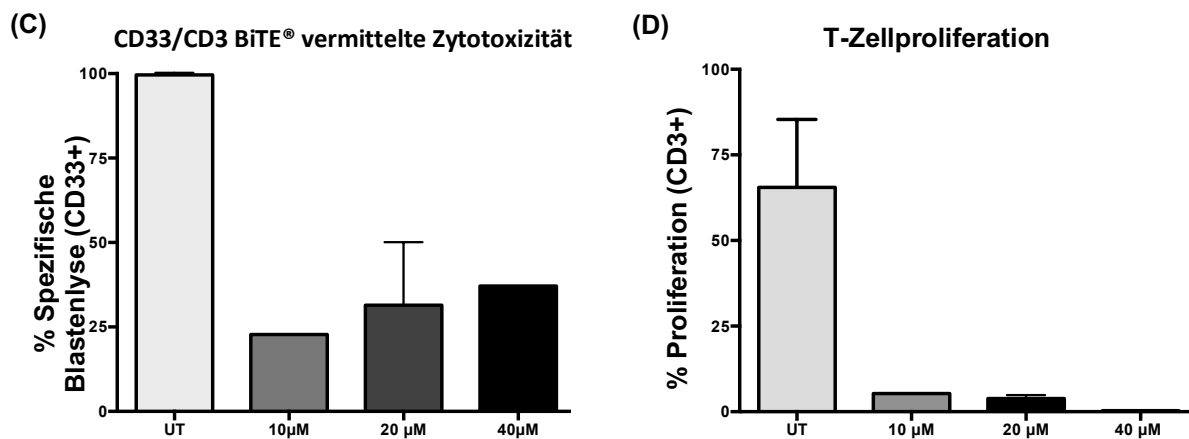 (C)
CD33/CD3 BiTE® vermittelte Zytotoxizität
% Spezifische
Blastenlyse (CD33+)
100
75
50
25
0
UT 10µM 20 µM 40µM
(D)
T-Zellproliferation
% Proliferation (CD3+)
100
75
50
25
0
UT 10 µM 20 µM 40 µM